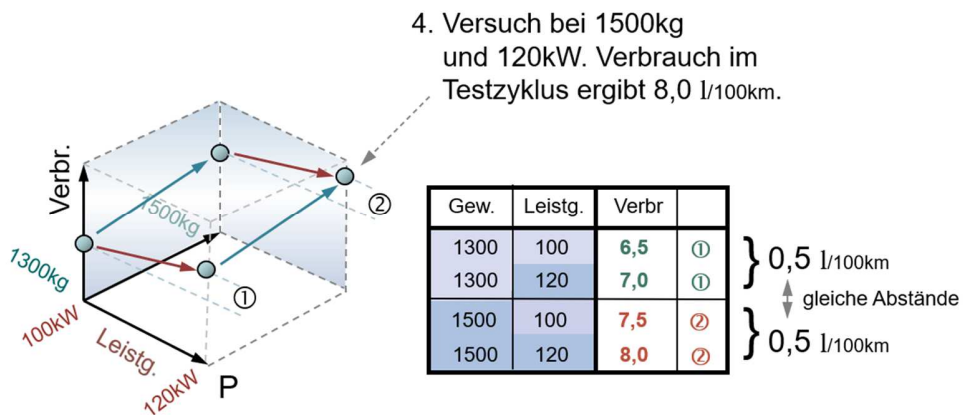 4. Versuch bei 1500kg
und 120kW. Verbrauch im
Testzyklus ergibt 8,0 l/100km.
Verbr.
1500kg
②
1300kg
①
100kW
Leistg.
120kW
P
Gew. Leistg. Verbr
1300 100 6,5 ①
1300 120 7,0 ①
1500 100 7,5 ②
1500 120 8,0 ②
} 0,5 l/100km
gleiche Abstände
} 0,5 l/100km